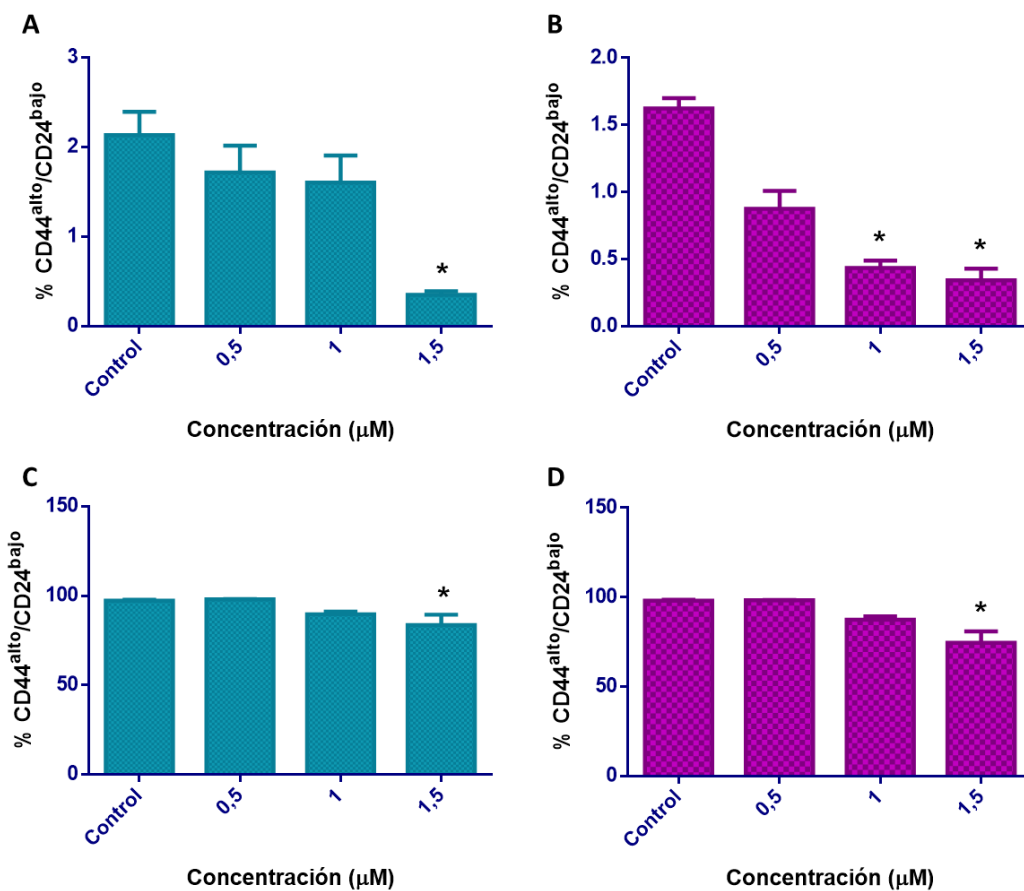 A
% CD44alto/CD24bajo
3
2
1
0
*
Control
0,5
1
1,5
Concentración (μM)
B
% CD44alto/CD24bajo
2.0
1.5
1.0
0.5
0.0
*
*
Control
0,5
1
1,5
Concentración (μM)
C
% CD44alto/CD24bajo
150
100
50
0
*
Control
0,5
1
1,5
Concentración (μM)
D
% CD44alto/CD24bajo
150
100
50
0
*
Control
0,5
1
1,5
Concentración (μM)